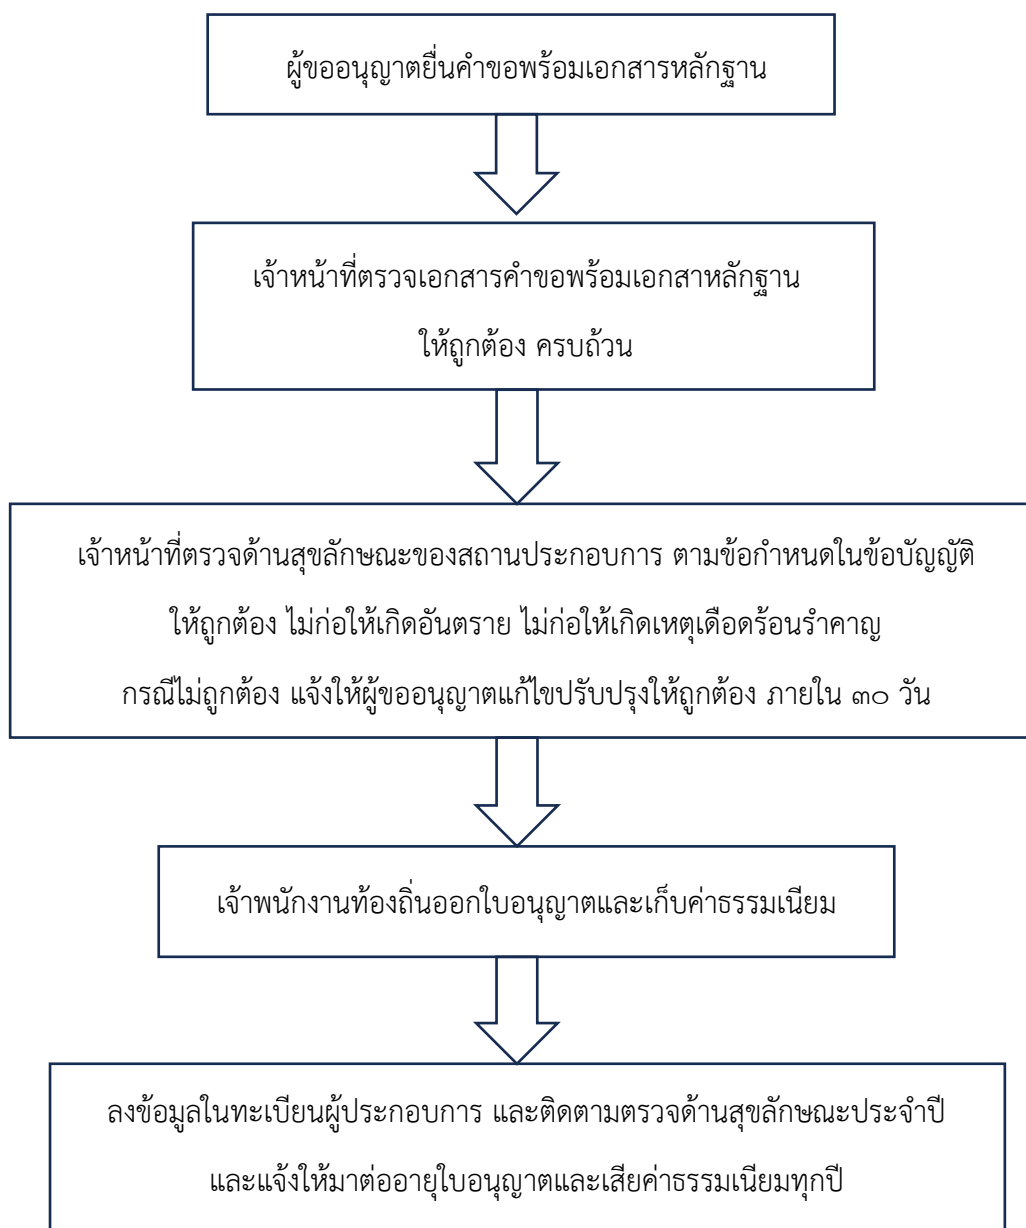 ผู้ขออนุญาตยื่นคำขอพร้อมเอกสารหลักฐาน
เจ้าหน้าที่ตรวจเอกสารคำขอพร้อมเอกสาหลักฐาน
ให้ถูกต้อง ครบถ้วน
เจ้าหน้าที่ตรวจด้านสุขลักษณะของสถานประกอบการ ตามข้อกำหนดในข้อบัญญัติ
ให้ถูกต้อง ไม่ก่อให้เกิดอันตราย ไม่ก่อให้เกิดเหตุเดือดร้อนรำคาญ
กรณีไม่ถูกต้อง แจ้งให้ผู้ขออนุญาตแก้ไขปรับปรุงให้ถูกต้อง ภายใน ๓๐ วัน
เจ้าพนักงานท้องถิ่นออกใบอนุญาตและเก็บค่าธรรมเนียม
ลงข้อมูลในทะเบียนผู้ประกอบการ และติดตามตรวจด้านสุขลักษณะประจำปี
และแจ้งให้มาต่ออายุใบอนุญาตและเสียค่าธรรมเนียมทุกปี